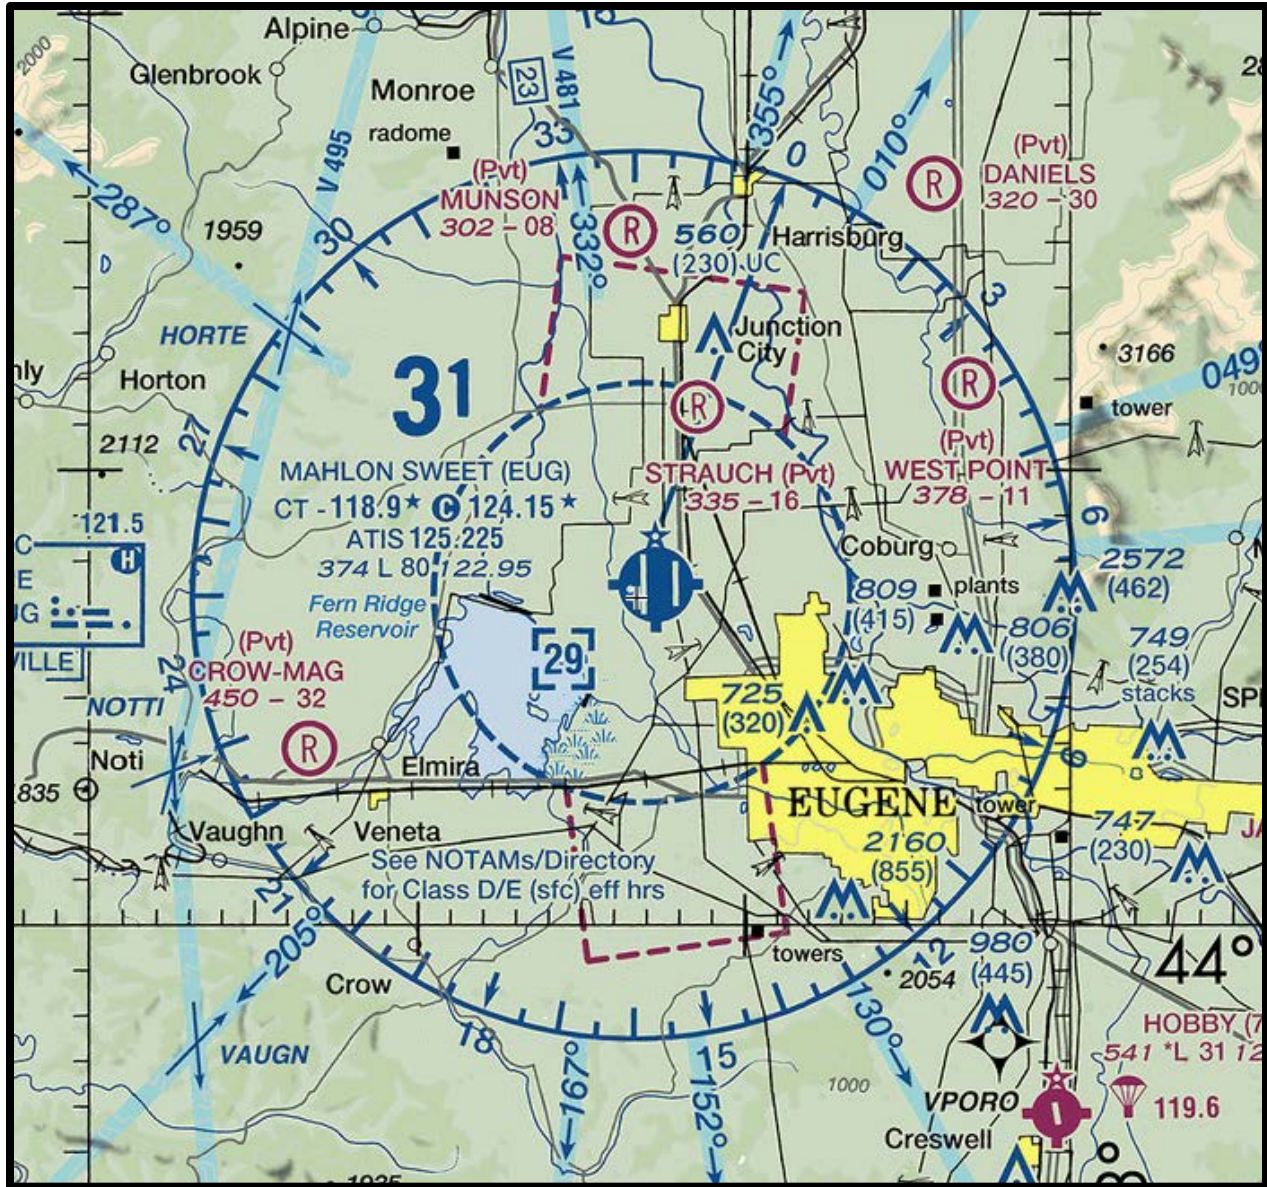 Alpine
2000
Glenbrook
Monroe
radome
23
V 481
33
355°
0
010°
(Pvt)
DANIELS
320 - 30
V 495
287°
1959
30
(Pvt)
MUNSON
302 - 08
332°
560
(230) UC
Harrisburg
3
HORTE
Junction
City
3166
049°
Horton
31
tower
27
2112
(Pvt)
WEST POINT
378 - 11
MAHLON SWEET (EUG)
CT - 118.9★ C 124.15★
ATIS 125.225
374 L 80 122.95
STRAUCH (Pvt)
335 - 16
R
R
R
R
R
121.5
H
6
Coburg
plants
2572
(462)
809
(415)
806
(380)
749
(254)
stacks
Fern Ridge
Reservoir
29
(Pvt)
CROW-MAG
450 - 32
24
NOTTI
725
(320)
Noti
Elmira
835
9
EUGENE
tower
Vaughn
Veneta
2160
(855)
747
(230)
See NOTAMs/Directory
for Class D/E (sfc) eff hrs
21
205°
towers
12
2054
980
(445)
44°
Crow
18
15
130°
VAUGN
167°
152°
1000
HOBBY
541 *L 31
VPORO
119.6
Creswell